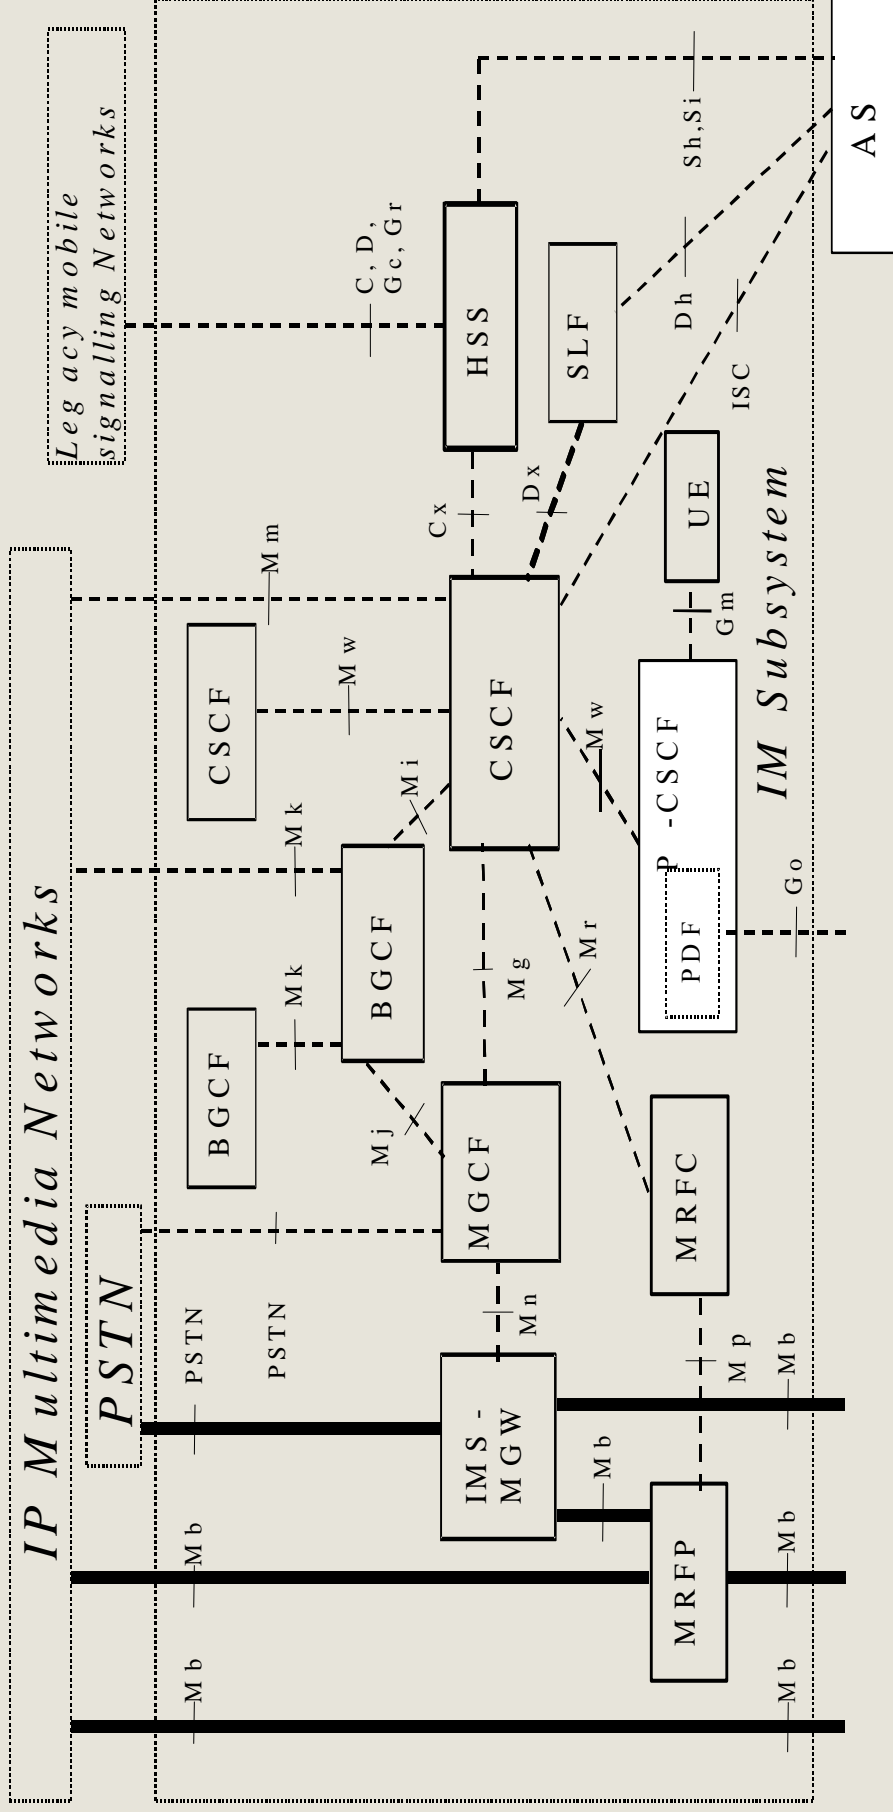 IP Multimedia Networks
PSTN
Legacy mobile
signalling Networks
Mb
Mb
PSTN
PSTN
Mk
Mk
Mm
BGCF
CSCF
Mw
C, D,
Gc, Gr
BGCF
Mj
Mi
Cx
HSS
IMS -
MGW
Mn
MGCF
Mg
CSCF
Dx
SLF
Mb
Mr
Mw
MRFP
Mp
MRFC
PDF
P -CSCF
Gm
UE
Dh
Sh,Si
ISC
Mb
Mb
Mb
Go
IM Subsystem
AS